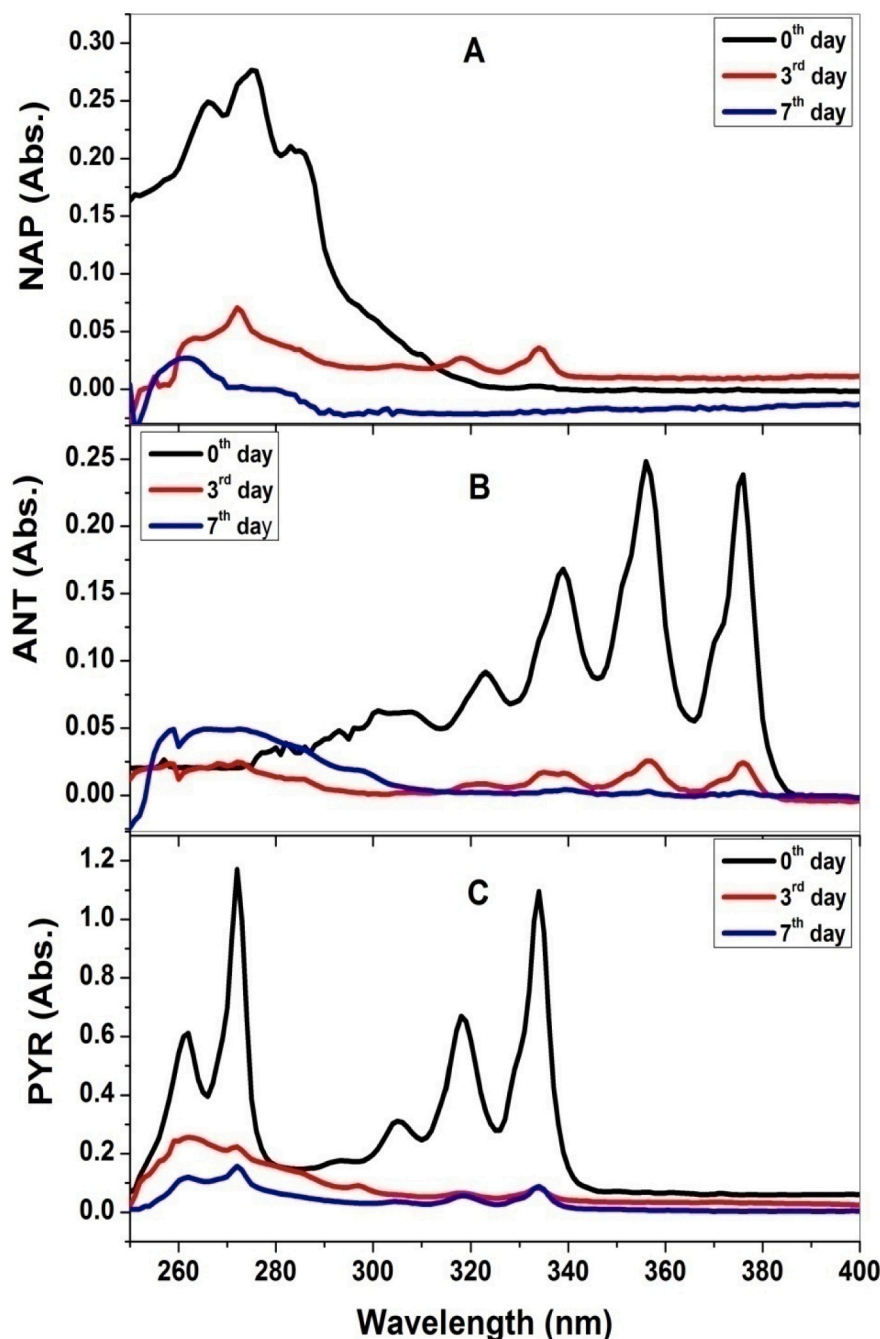 A
0th day
3rd day
7th day
NAP (Abs.)
0.30
0.25
0.20
0.15
0.10
0.05
0.00
B
0th day
3rd day
7th day
ANT (Abs.)
0.25
0.20
0.15
0.10
0.05
0.00
C
0th day
3rd day
7th day
PYR (Abs.)
1.2
1.0
0.8
0.6
0.4
0.2
0.0
260 280 300 320 340 360 380 400
Wavelength (nm)